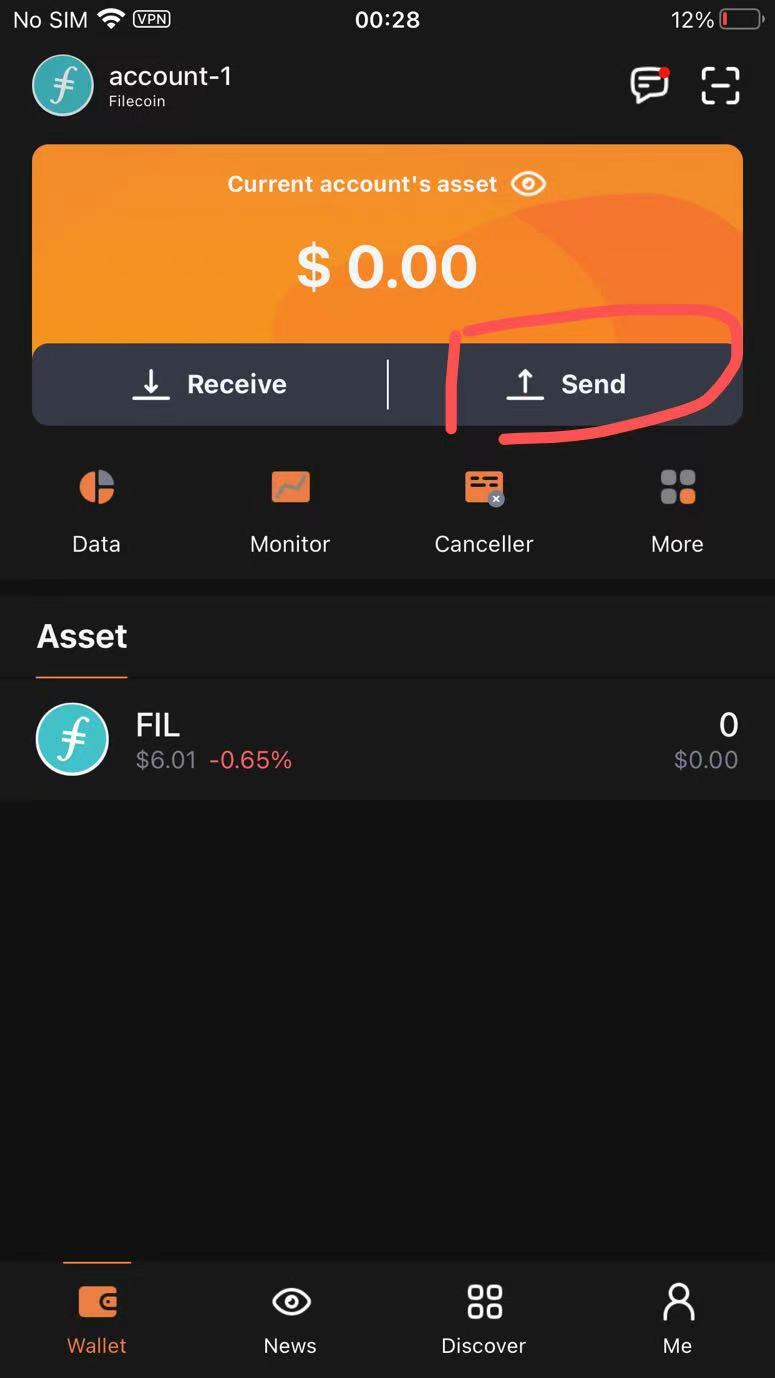 No SIM VPN 00:28 12%
account-1
Filecoin
Current account's asset
$ 0.00
Receive Send
Data Monitor Canceller More
Asset
FIL 0
$6.01 -0.65% $0.00
Wallet News Discover Me